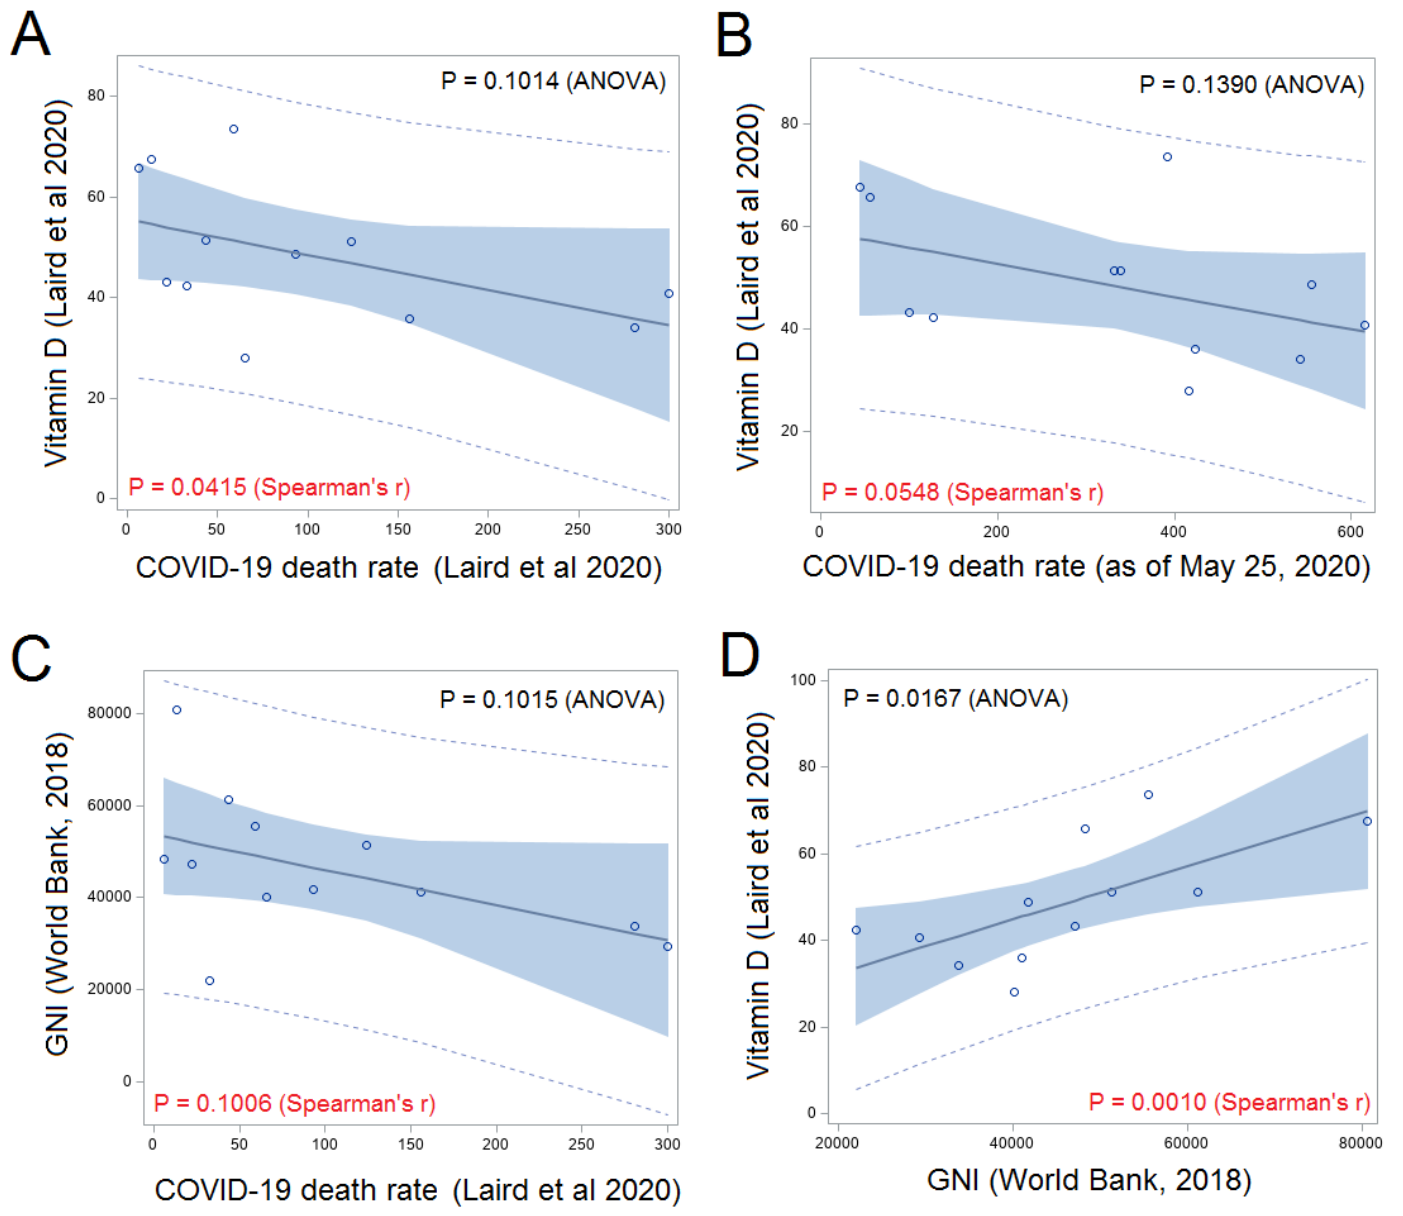 A
P = 0.1014 (ANOVA)
Vitamin D (Laird et al 2020)
80
60
40
20
0
P = 0.0415 (Spearman's r)
0 50 100 150 200 250 300
COVID-19 death rate (Laird et al 2020)
B
P = 0.1390 (ANOVA)
Vitamin D (Laird et al 2020)
80
60
40
20
P = 0.0548 (Spearman's r)
0 200 400 600
COVID-19 death rate (as of May 25, 2020)
C
P = 0.1015 (ANOVA)
GNI (World Bank, 2018)
80000
60000
40000
20000
0
P = 0.1006 (Spearman's r)
0 50 100 150 200 250 300
COVID-19 death rate (Laird et al 2020)
D
P = 0.0167 (ANOVA)
Vitamin D (Laird et al 2020)
100
80
60
40
20
0
P = 0.0010 (Spearman's r)
20000 40000 60000 80000
GNI (World Bank, 2018)